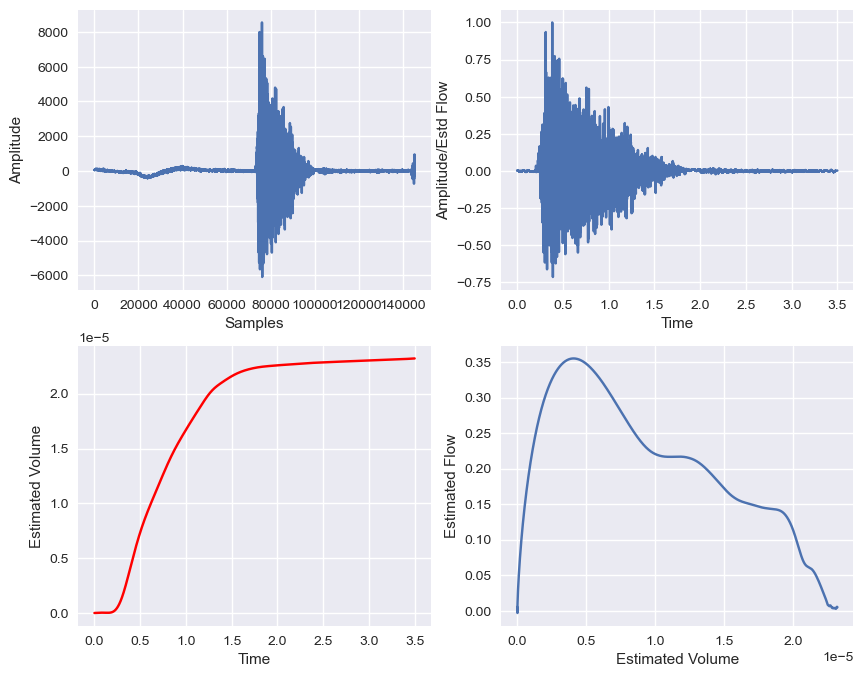 Amplitude
8000
6000
4000
2000
0
−2000
−4000
−6000
0 20000 40000 60000 80000 100000 120000 140000
Samples
Amplitude/Estd Flow
1.00
0.75
0.50
0.25
0.00
−0.25
−0.50
−0.75
0.0 0.5 1.0 1.5 2.0 2.5 3.0 3.5
Time
1e−5
Estimated Volume
2.0
1.5
1.0
0.5
0.0
0.0 0.5 1.0 1.5 2.0 2.5 3.0 3.5
Time
Estimated Flow
0.35
0.30
0.25
0.20
0.15
0.10
0.05
0.00
0.0 0.5 1.0 1.5 2.0
1e−5
Estimated Volume